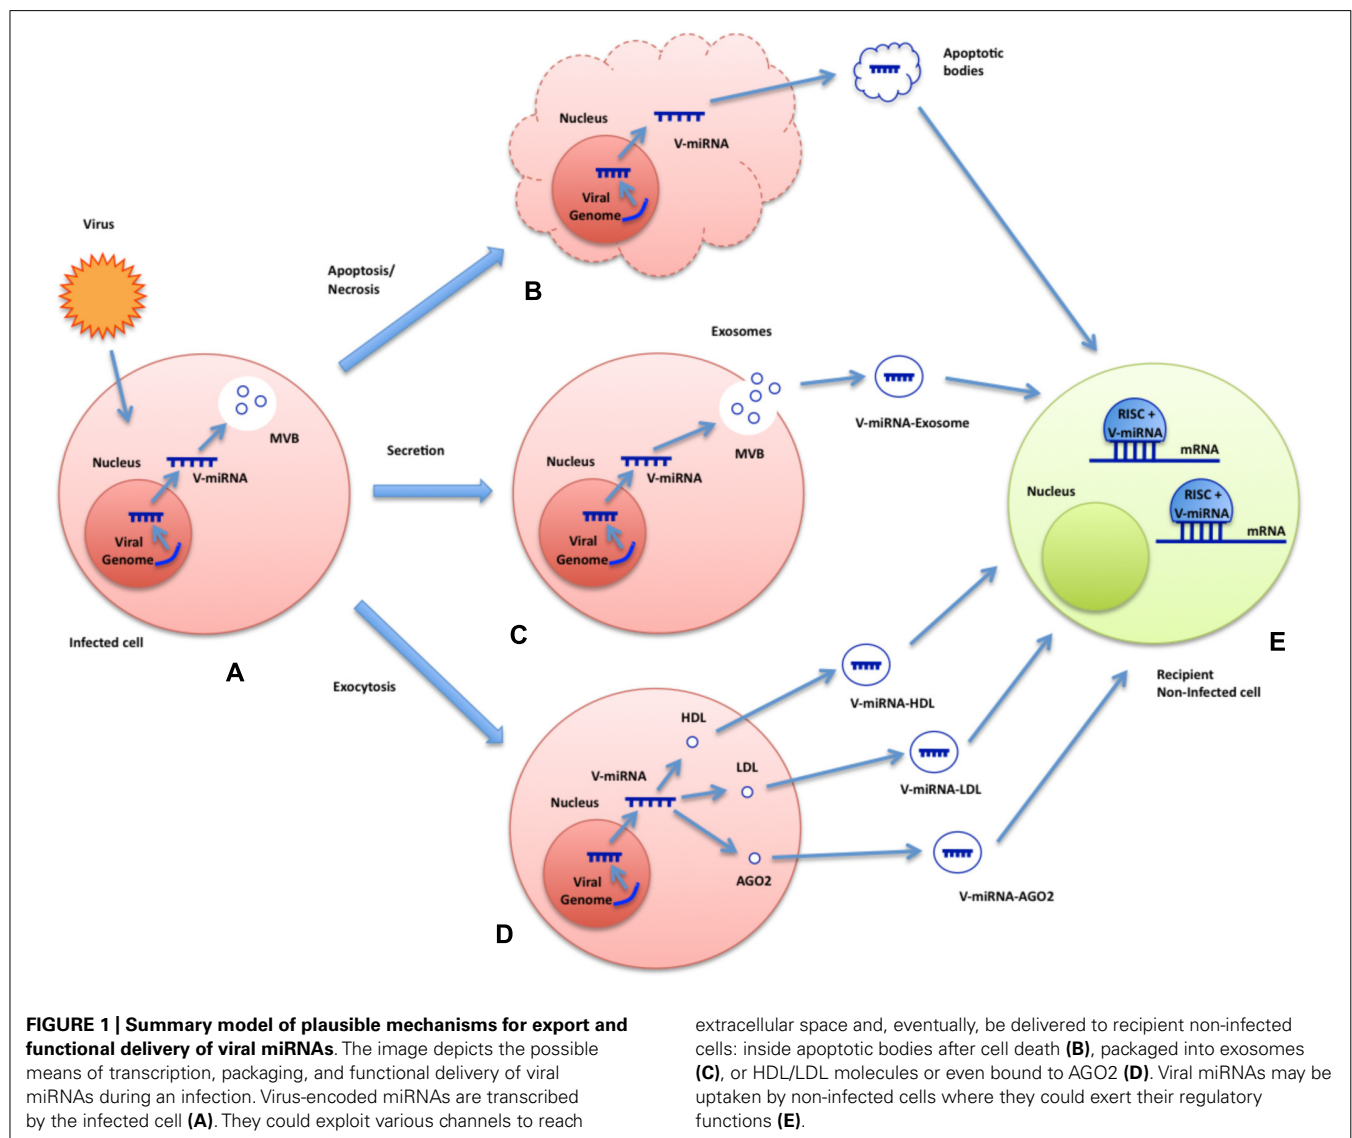 Apoptotic
bodies
Nucleus
V-miRNA
Viral
Genome
Virus
Apoptosis/
Necrosis
B
Exosomes
MVB
Nucleus
V-miRNA
Viral
Genome
Infected cell
A
Secretion
Nucleus
V-miRNA
MVB
Viral
Genome
C
V-miRNA-Exosome
RISC +
V-miRNA
mRNA
Nucleus
RISC +
V-miRNA
mRNA
E
Recipient
Non-Infected cell
Exocytosis
HDL
LDL
V-miRNA
Nucleus
AGO2
Viral
Genome
D
V-miRNA-HDL
V-miRNA-LDL
V-miRNA-AGO2
FIGURE 1 | Summary model of plausible mechanisms for export and
functional delivery of viral miRNAs. The image depicts the possible
means of transcription, packaging, and functional delivery of viral
miRNAs during an infection. Virus-encoded miRNAs are transcribed
by the infected cell (A). They could exploit various channels to reach
extracellular space and, eventually, be delivered to recipient non-infected
cells: inside apoptotic bodies after cell death (B), packaged into exosomes
(C), or HDL/LDL molecules or even bound to AGO2 (D). Viral miRNAs may be
uptaken by non-infected cells where they could exert their regulatory
functions (E).